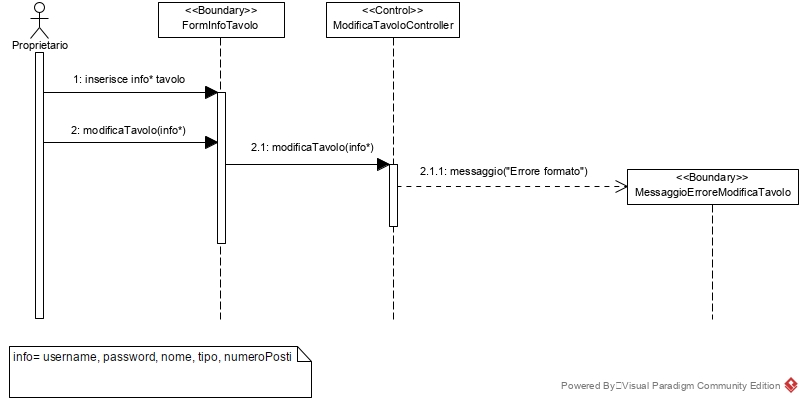 <<Boundary>>
FormInfoTavolo
<<Control>>
ModificaTavoloController
Proprietario
1: inserisce info* tavolo
2: modificaTavolo(info*)
2.1: modificaTavolo(info*)
2.1.1: messaggio("Errore formato")
<<Boundary>>
MessaggioErroreModificaTavolo
info= username, password, nome, tipo, numeroPosti
Powered By Visual Paradigm Community Edition